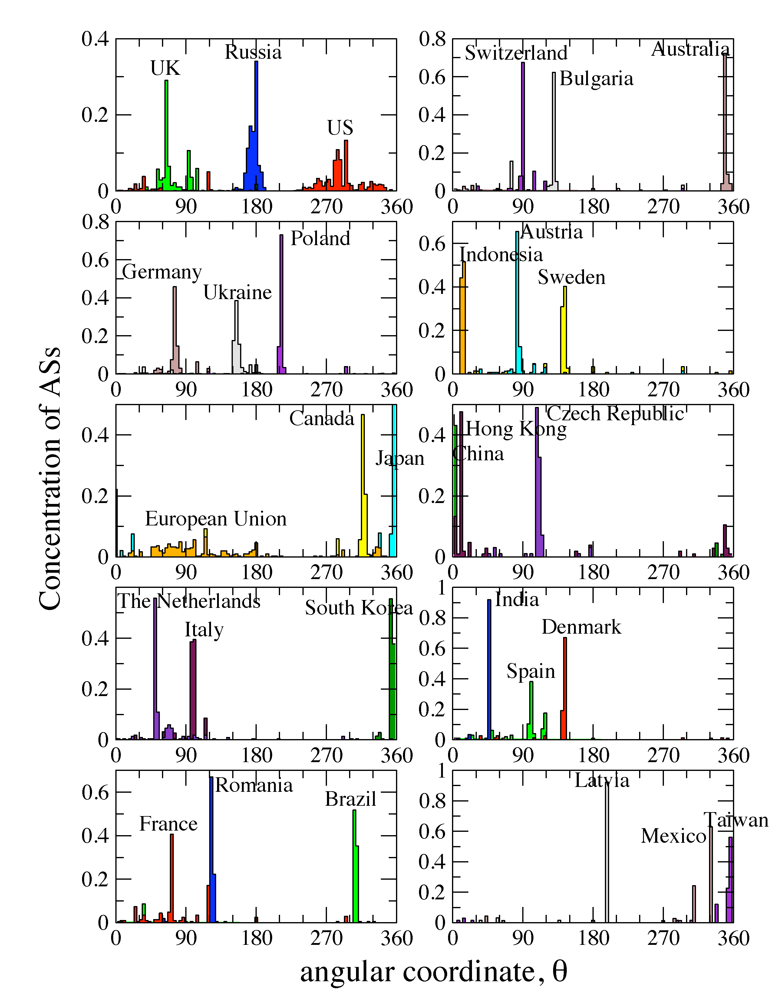 0.4
0.2
0
UK
Russia
US
0 90 180 270 360
0.8
0.6
0.4
0.2
0
Switzerland
Bulgaria
Australia
0 90 180 270 360
0.8
0.6
0.4
0.2
0
Germany
Ukraine
Poland
0 90 180 270 360
0.6
0.4
0.2
0
Austria
Indonesia
Sweden
0 90 180 270 360
0.4
0.2
0
Canada
Japan
European Union
0 90 180 270 360
0.4
0.2
0
Czech Republic
Hong Kong
China
0 90 180 270 360
0.4
0.2
0
The Netherlands
South Korea
Italy
0 90 180 270 360
1
0.8
0.6
0.4
0.2
0
India
Denmark
Spain
0 90 180 270 360
0.6
0.4
0.2
0
Romania
Brazil
France
0 90 180 270 360
1
0.8
0.6
0.4
0.2
0
Latvia
Taiwan
Mexico
0 90 180 270 360
Concentration of ASs
angular coordinate, θ